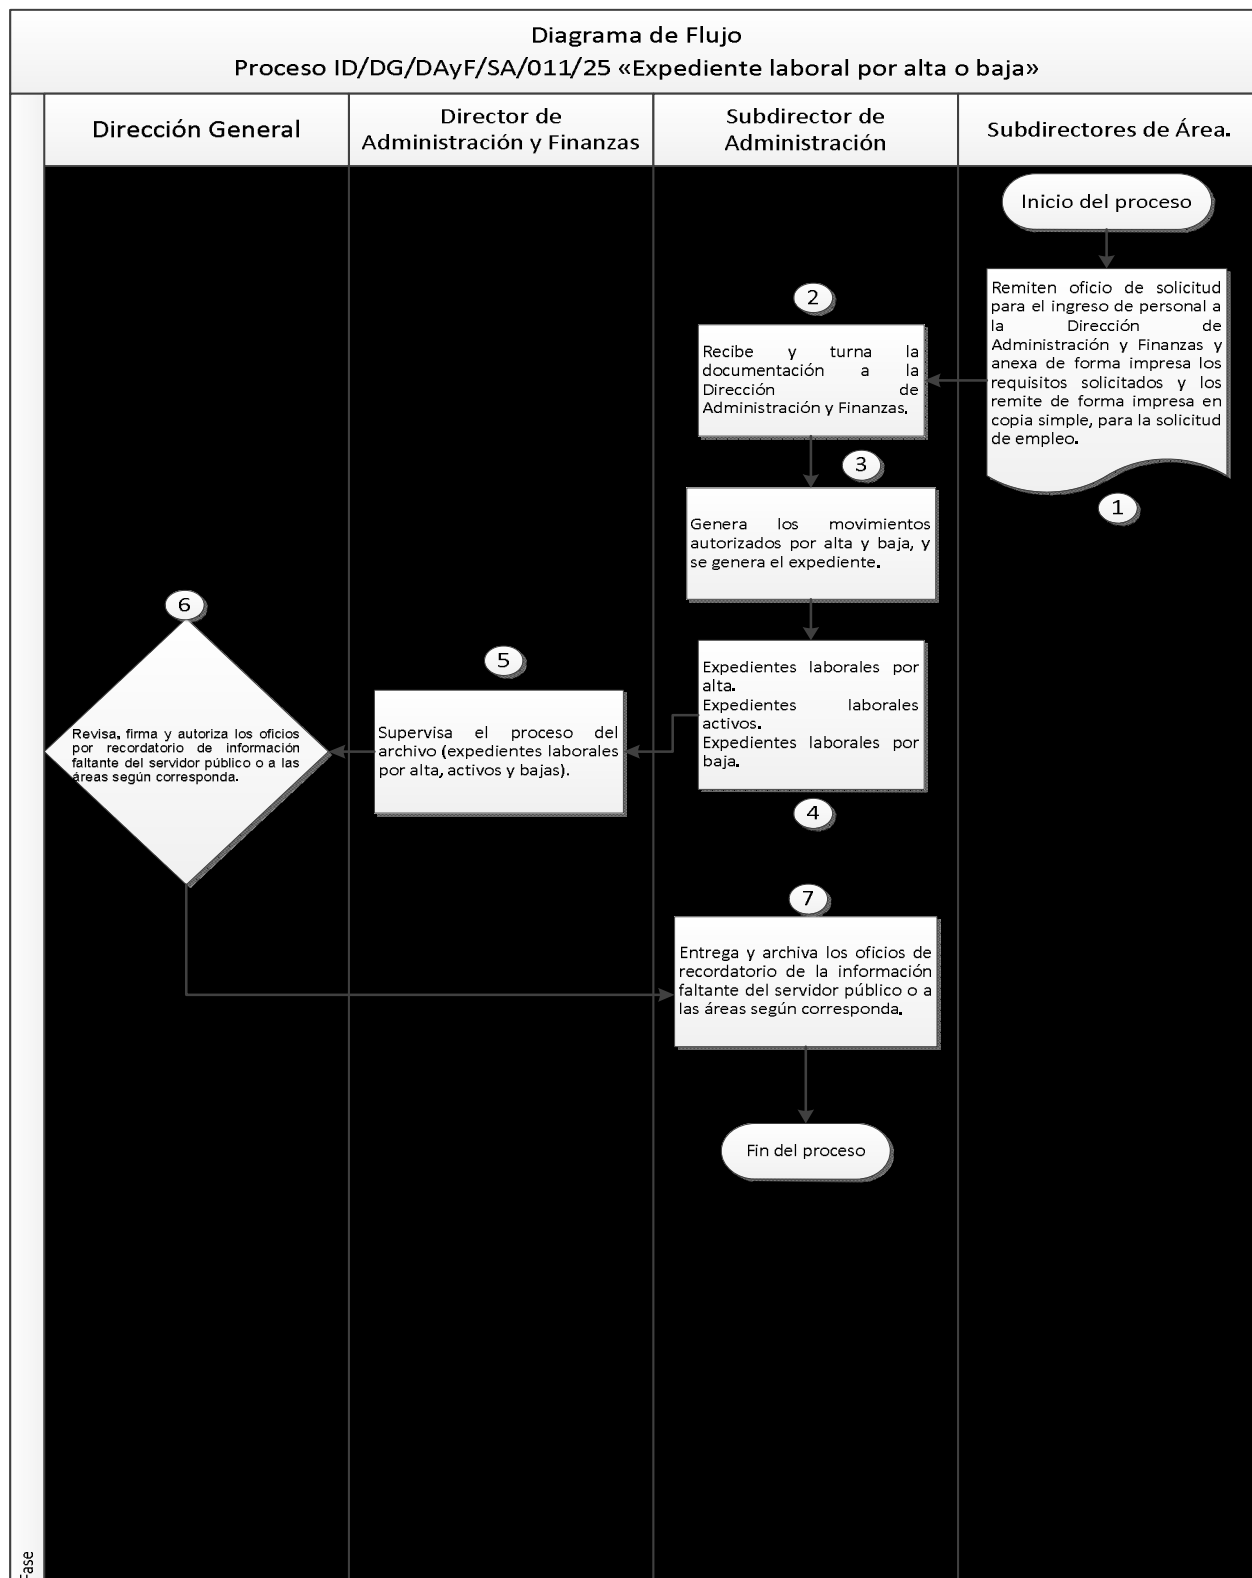 Diagrama de Flujo
Proceso ID/DG/DAyF/SA/011/25 «Expediente laboral por alta o baja»
Dirección General
Director de
Administración y Finanzas
Subdirector de
Administración
Subdirectores de Área.
Inicio del proceso
Remiten oficio de solicitud
para el ingreso de personal a
la Dirección de
Administración y Finanzas y
anexa de forma impresa los
requisitos solicitados y los
remite de forma impresa en
copia simple, para la solicitud
de empleo.
1
2
Recibe y turna la
documentación a la
Dirección de
Administración y Finanzas.
3
Genera los movimientos
autorizados por alta y baja, y
se genera el expediente.
Expedientes laborales por
alta.
Expedientes laborales
activos.
Expedientes laborales por
baja.
4
5
Supervisa el proceso del
archivo (expedientes laborales
por alta, activos y bajas).
6
Revisa, firma y autoriza los oficios
por recordatorio de información
faltante del servidor público o a las
áreas según corresponda.
7
Entrega y archiva los oficios de
recordatorio de la información
faltante del servidor público o a
las áreas según corresponda.
Fin del proceso
Fase